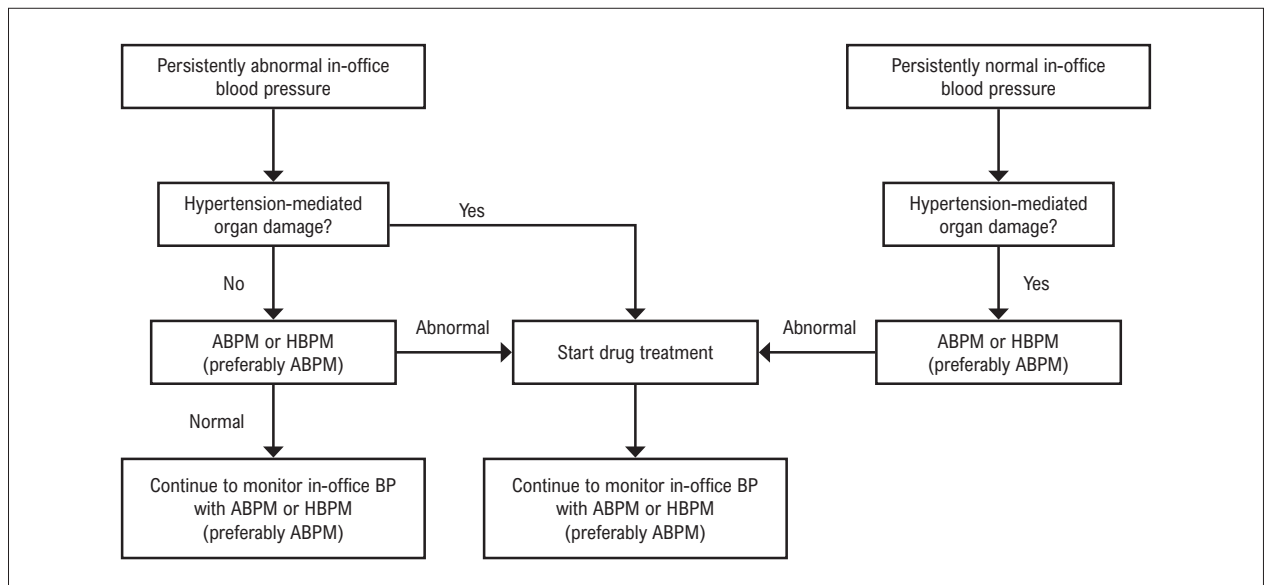 Persistently abnormal in-office
blood pressure
Persistently normal in-office
blood pressure
Hypertension-mediated
organ damage?
Yes
Hypertension-mediated
organ damage?
No
Yes
ABPM or HBPM
(preferably ABPM)
Abnormal
Start drug treatment
Abnormal
ABPM or HBPM
(preferably ABPM)
Normal
Continue to monitor in-office BP
with ABPM or HBPM
(preferably ABPM)
Continue to monitor in-office BP
with ABPM or HBPM
(preferably ABPM)